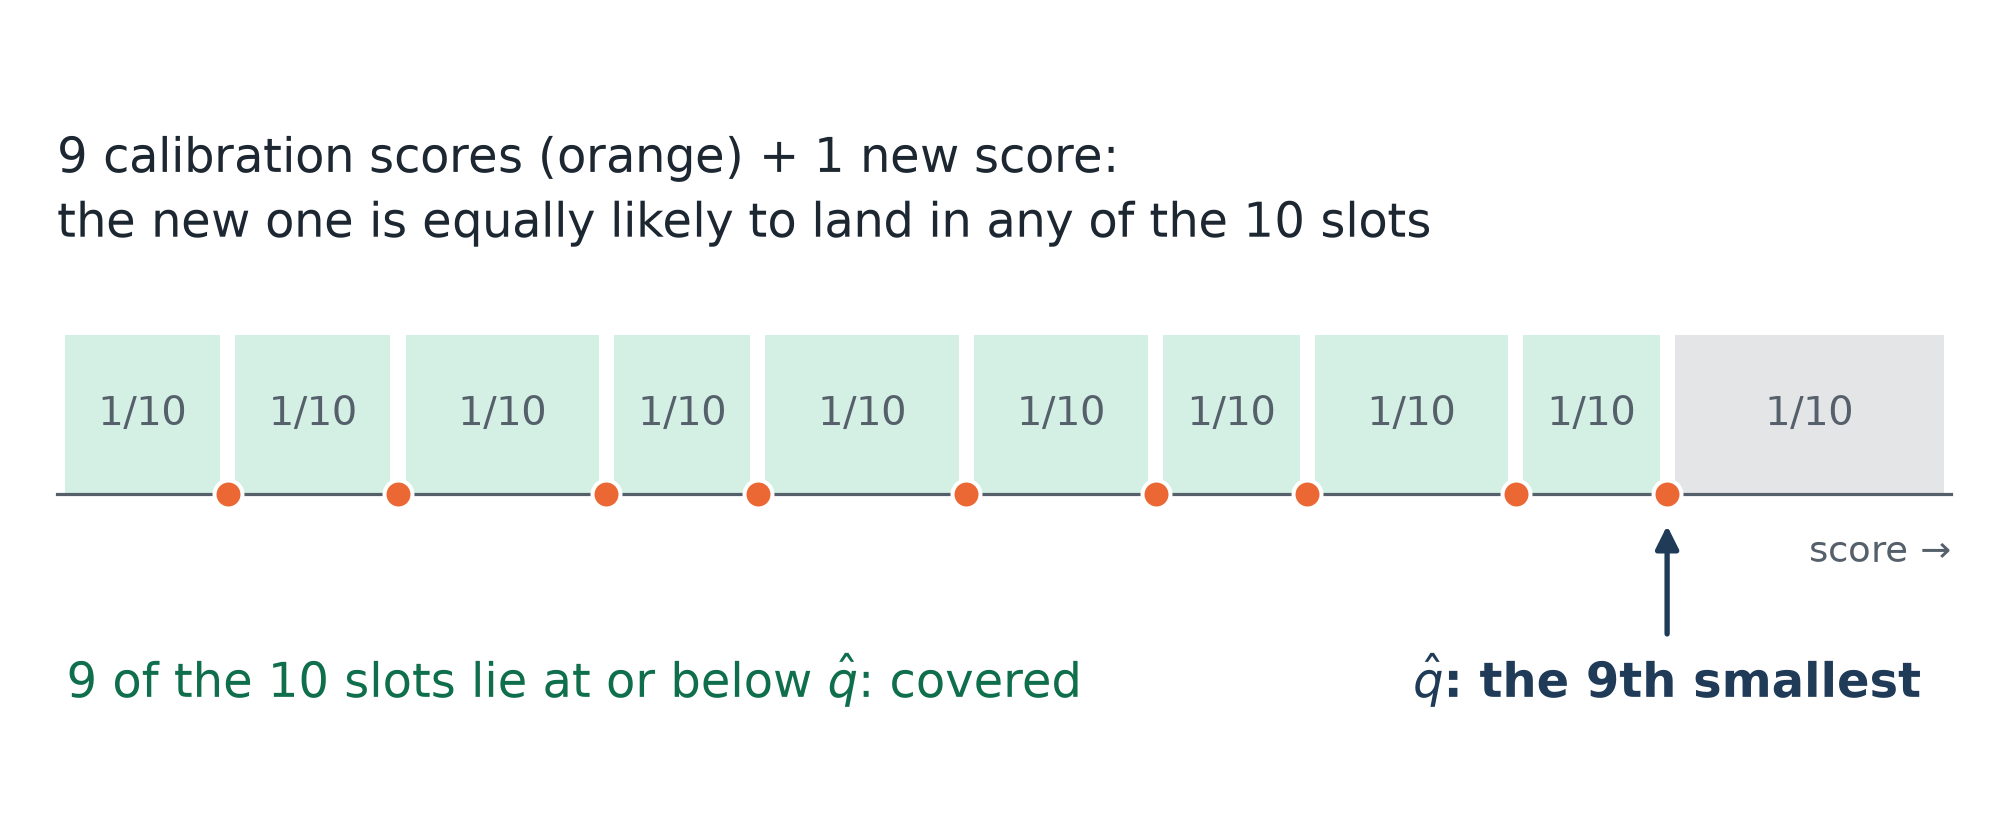 9 calibration scores (orange) + 1 new score:
the new one is equally likely to land in any of the 10 slots
1/10 1/10 1/10 1/10 1/10 1/10 1/10 1/10 1/10 1/10
score →
9 of the 10 slots lie at or below q̂: covered
q̂: the 9th smallest